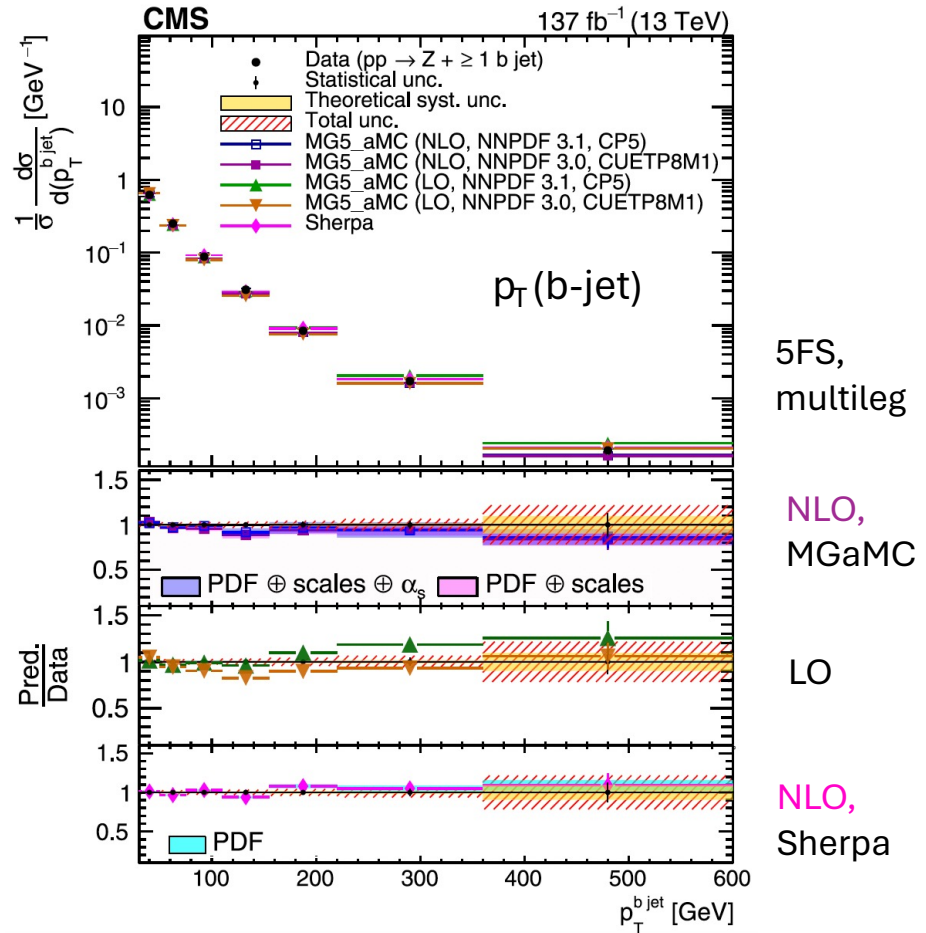 CMS 137 fb⁻¹ (13 TeV)
Data (pp → Z + ≥ 1 b jet)
Statistical unc.
Theoretical syst. unc.
Total unc.
MG5_aMC (NLO, NNPDF 3.1, CP5)
MG5_aMC (NLO, NNPDF 3.0, CUETP8M1)
MG5_aMC (LO, NNPDF 3.1, CP5)
MG5_aMC (LO, NNPDF 3.0, CUETP8M1)
Sherpa
1/σ dσ/d(p_T^{b jet}) [GeV⁻¹]
10
1
10⁻¹
10⁻²
10⁻³
p_T (b-jet)
5FS,
multileg
1.5
1
0.5
PDF ⊕ scales ⊕ α_s PDF ⊕ scales
NLO,
MGaMC
Pred.
Data
1.5
1
0.5
LO
1.5
1
0.5
PDF
NLO,
Sherpa
100 200 300 400 500 600
p_T^{b jet} [GeV]